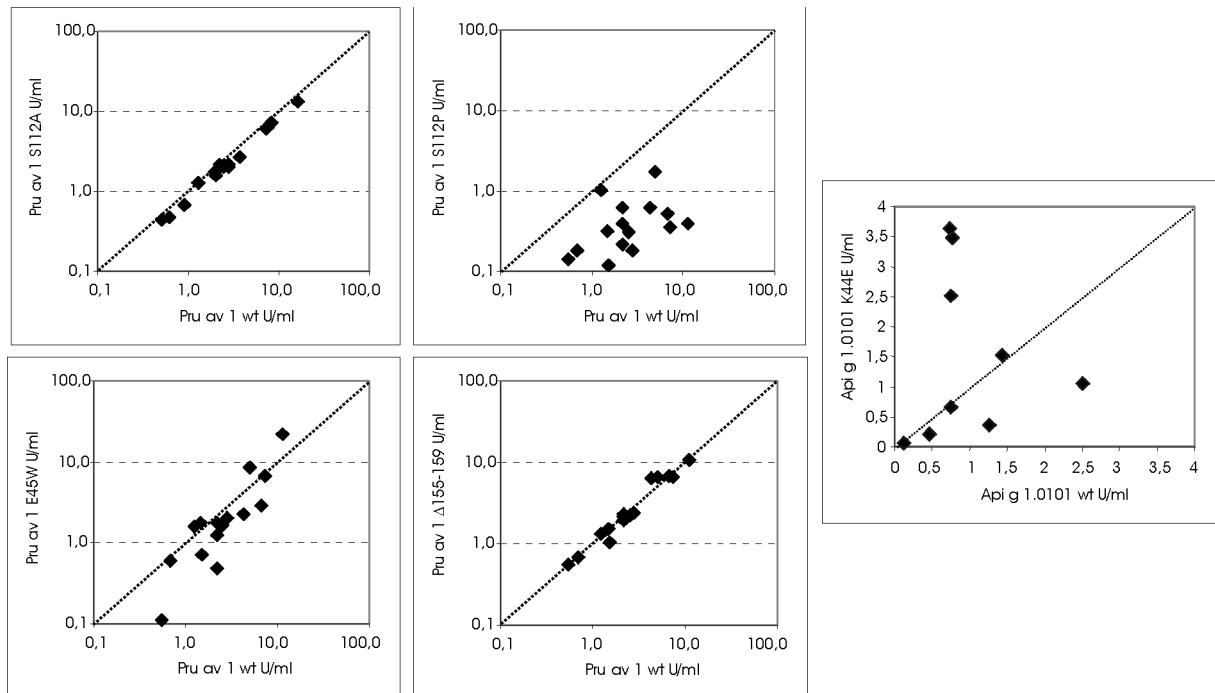 100,0
10,0
1,0
0,1
Pru av 1 S112A U/ml
0,1 1,0 10,0 100,0
Pru av 1 wt U/ml
100,0
10,0
1,0
0,1
Pru av 1 S112P U/ml
0,1 1,0 10,0 100,0
Pru av 1 wt U/ml
100,0
10,0
1,0
0,1
Pru av 1 E45W U/ml
0,1 1,0 10,0 100,0
Pru av 1 wt U/ml
100,0
10,0
1,0
0,1
Pru av 1 Δ155-159 U/ml
0,1 1,0 10,0 100,0
Pru av 1 wt U/ml
4
3,5
3
2,5
2
1,5
1
0,5
0
Api g 1.0101 K44E U/ml
0 0,5 1 1,5 2 2,5 3 3,5 4
Api g 1.0101 wt U/ml